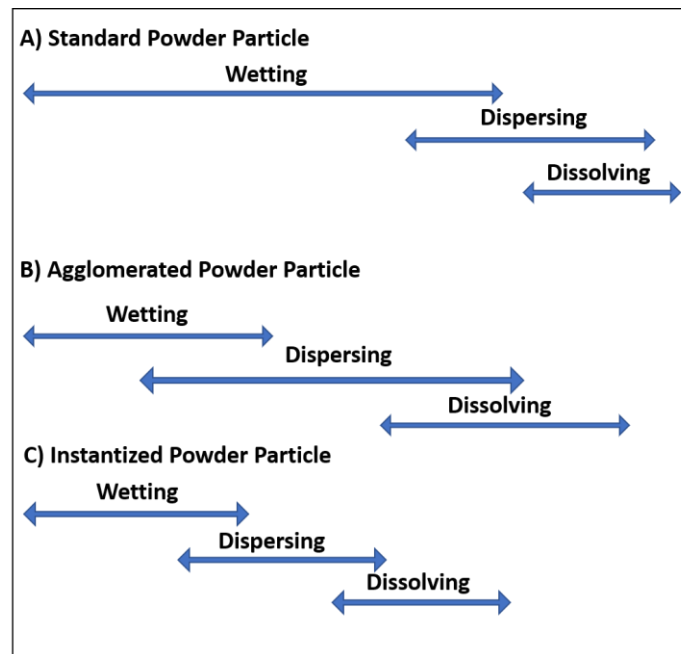 A) Standard Powder Particle
Wetting
Dispersing
Dissolving
B) Agglomerated Powder Particle
Wetting
Dispersing
Dissolving
C) Instantized Powder Particle
Wetting
Dispersing
Dissolving